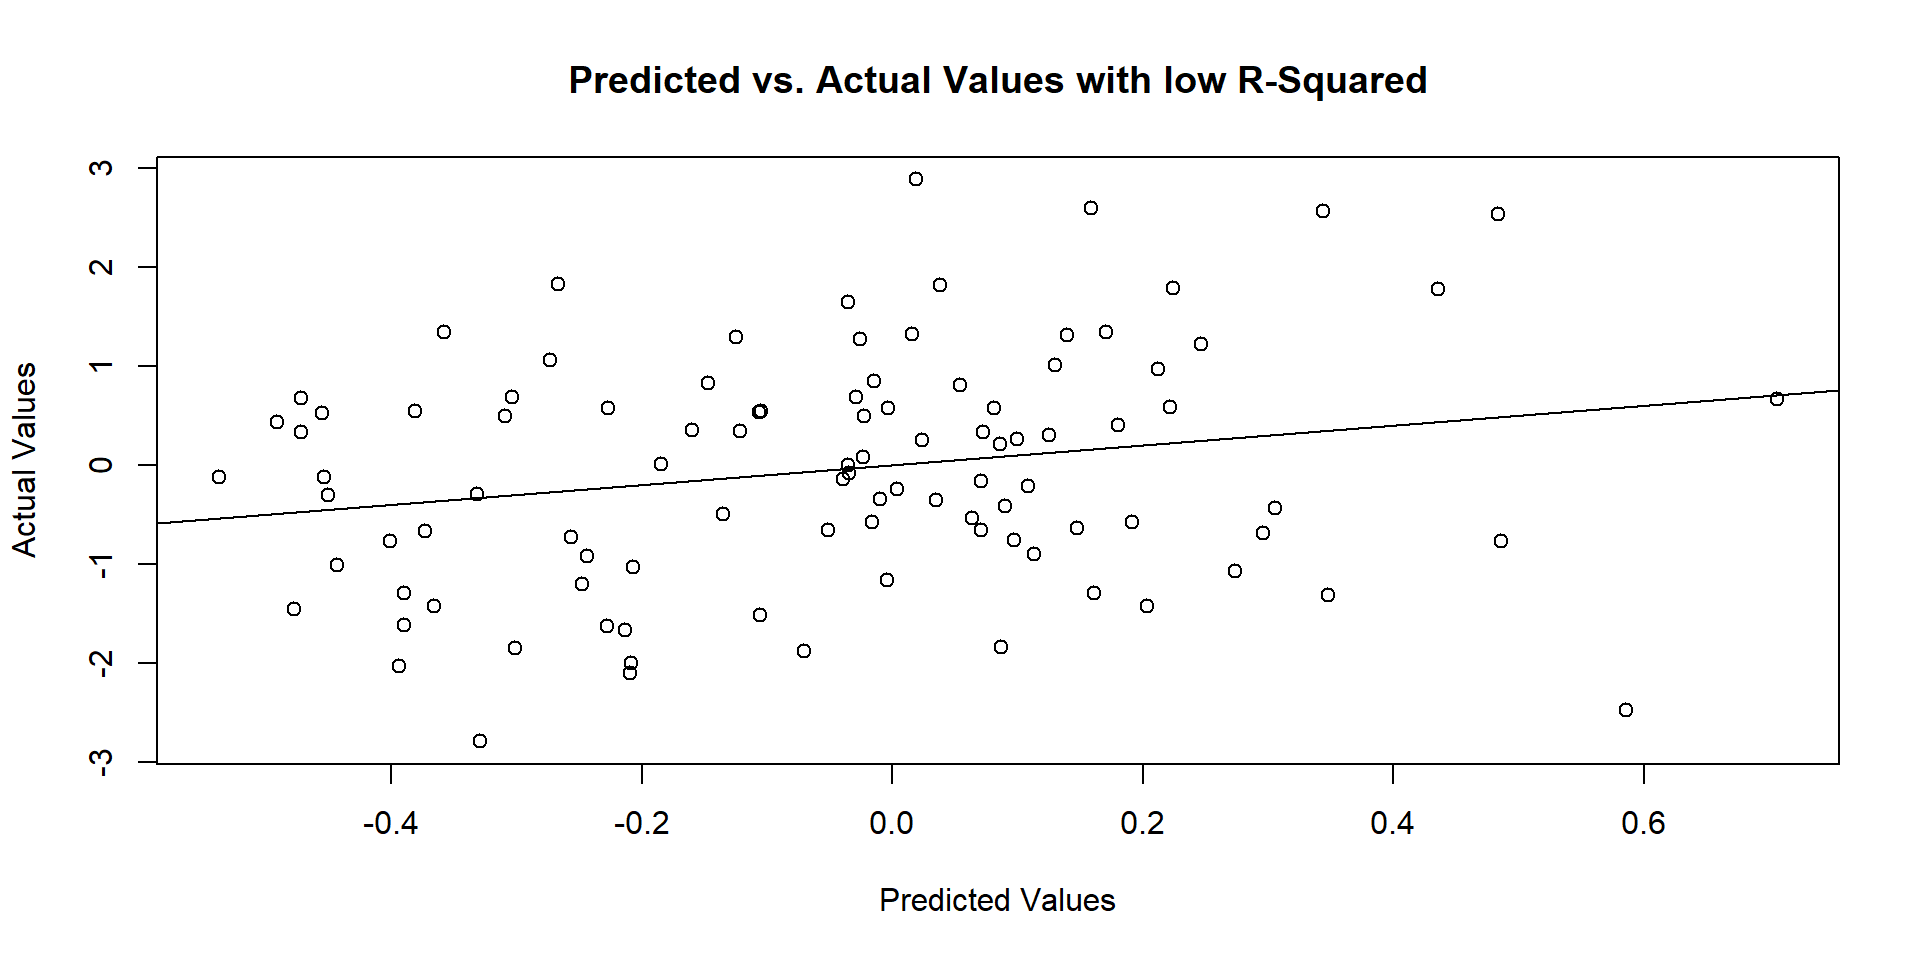 Predicted vs. Actual Values with low R-Squared
3
2
1
0
-1
-2
-3
Actual Values
-0.4 -0.2 0.0 0.2 0.4 0.6
Predicted Values